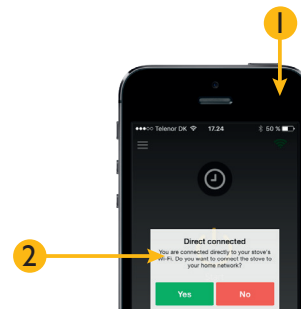 1
●●●○○ Telenor DK 17.24 50 %
2
Direct connected
You are connected directly to your stove's
Wi-Fi. Do you want to connect the stove to
your home network?
Yes No